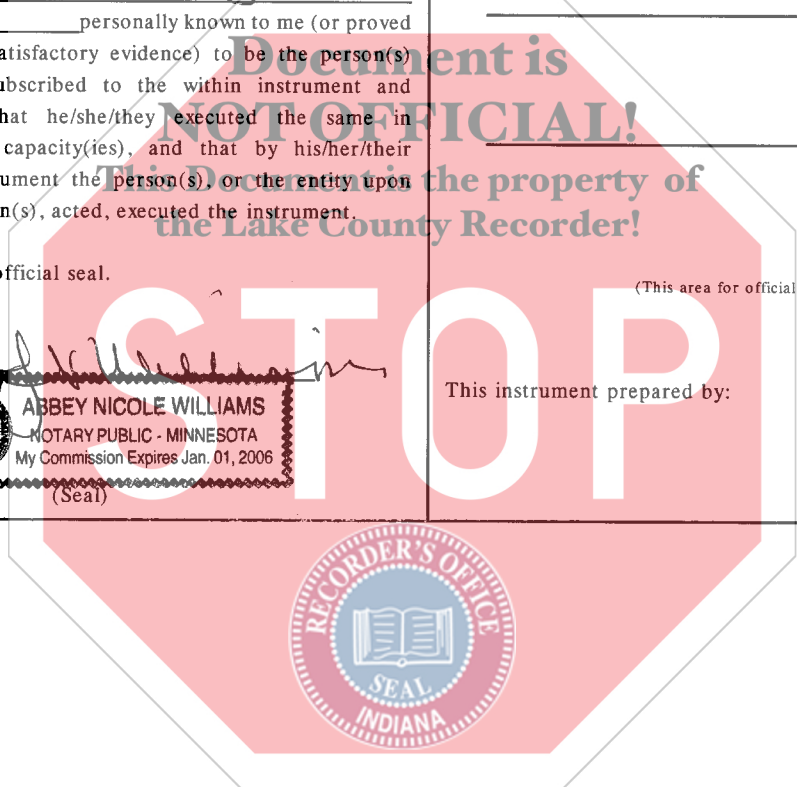 personally known to me (or proved
atisfactory evidence) to be the person(s)
ubscribed to the within instrument and
hat he/she/they executed the same in
capacity(ies), and that by his/her/their
ument the person(s), or the entity upon
n(s), acted, executed the instrument.
fficial seal.
ABBEY NICOLE WILLIAMS
NOTARY PUBLIC - MINNESOTA
My Commission Expires Jan. 01, 2006
(Seal)
(This area for official
This instrument prepared by:
Document is
NOT OFFICIAL!
This Document is the property of
the Lake County Recorder!
STOP
RECORDER'S OFFICE
SEAL
INDIANA